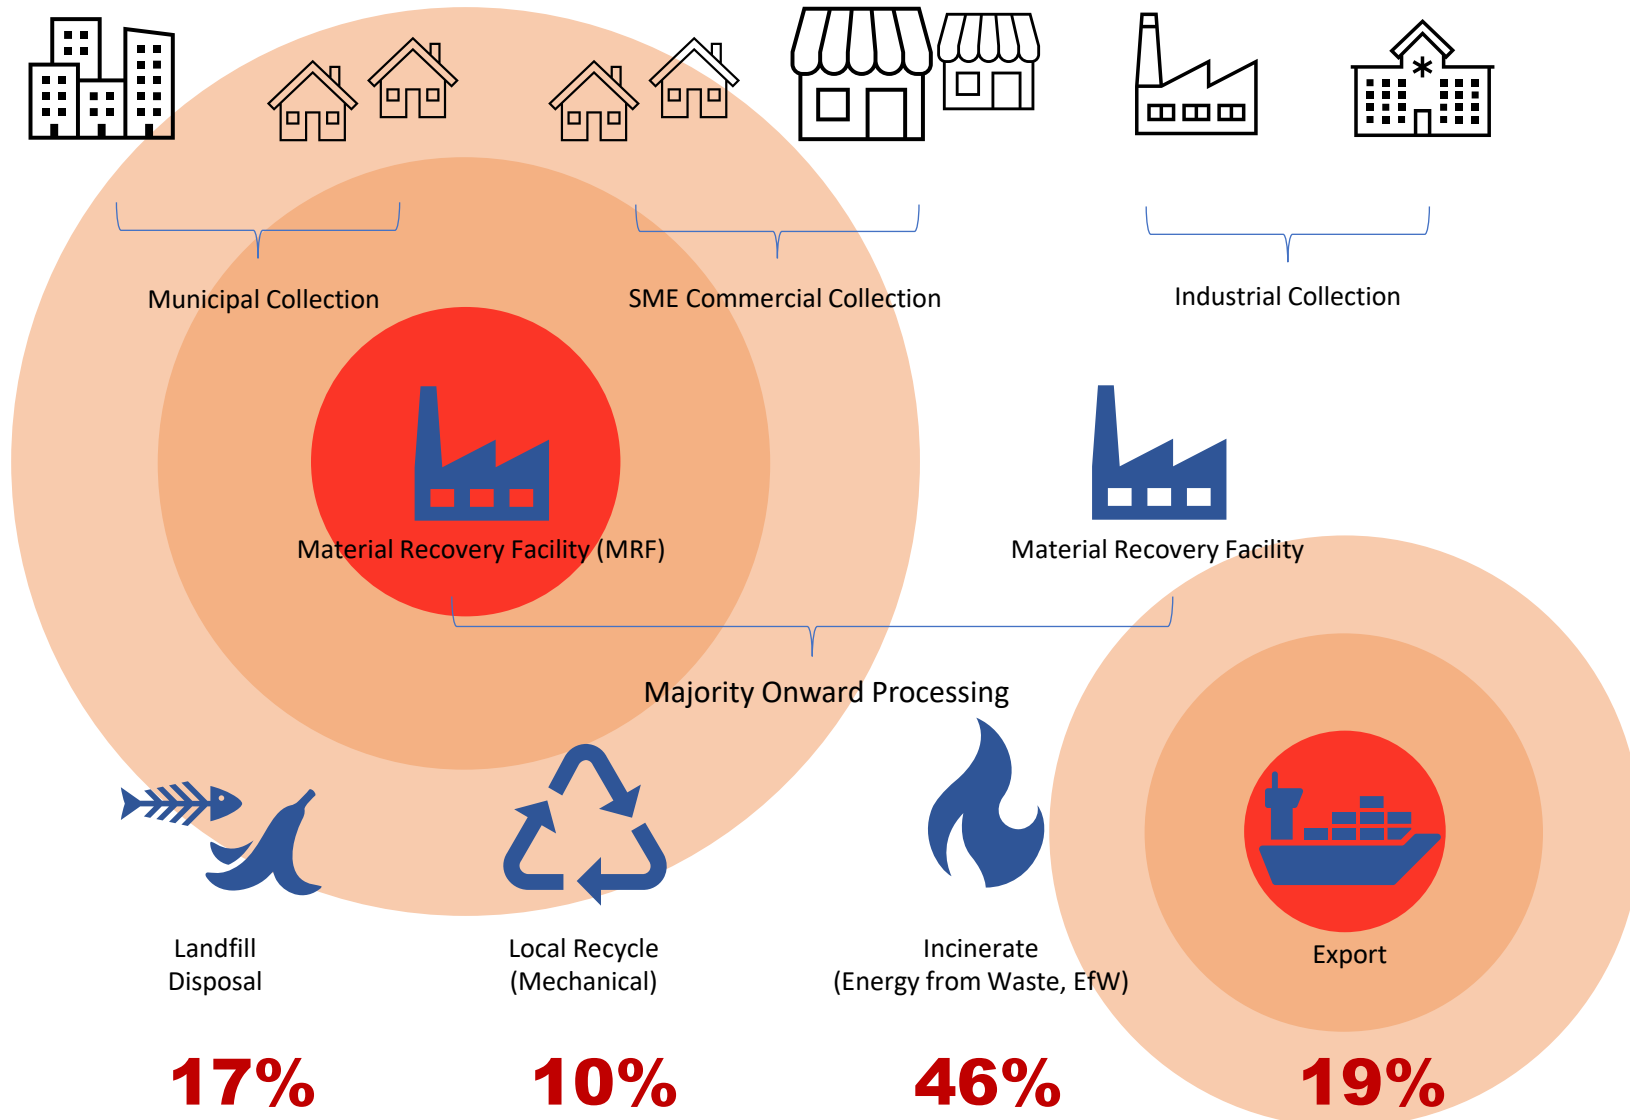 Municipal Collection
SME Commercial Collection
Industrial Collection
Material Recovery Facility (MRF)
Material Recovery Facility
Majority Onward Processing
Landfill
Disposal
Local Recycle
(Mechanical)
Incinerate
(Energy from Waste, EfW)
Export
17%
10%
46%
19%